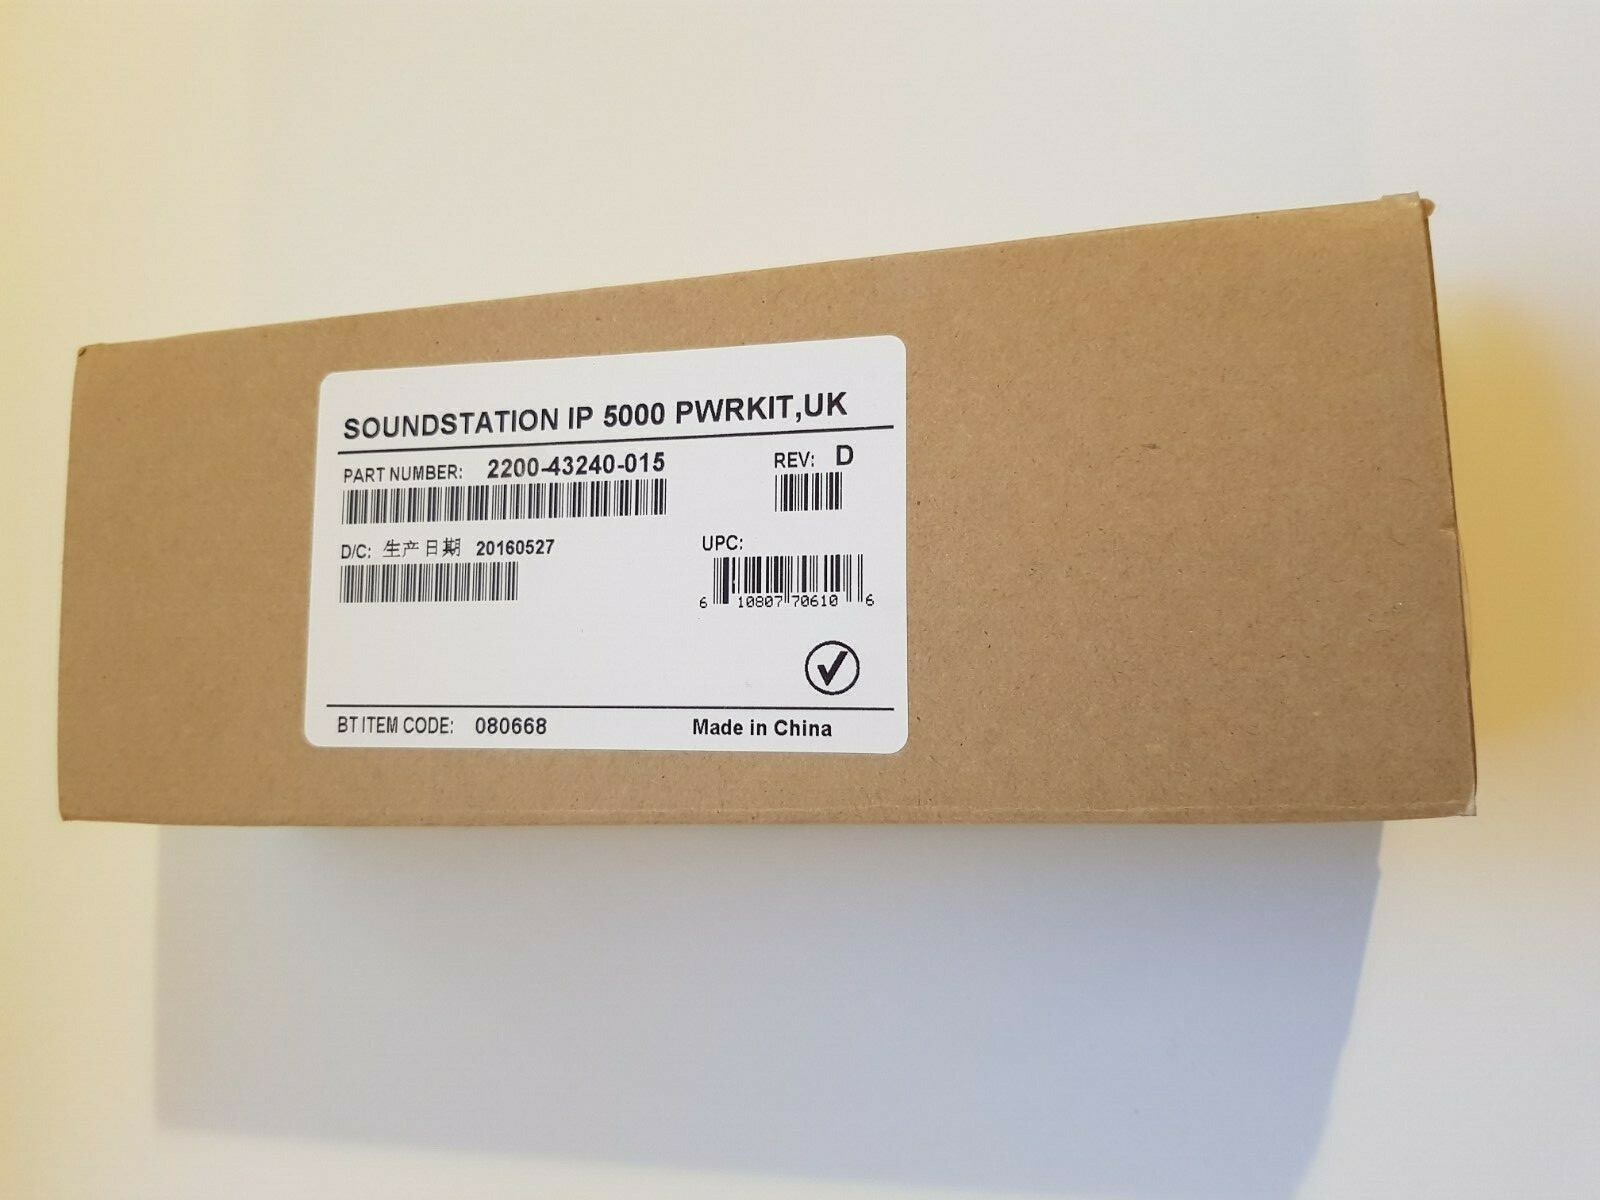 SOUNDSTATION IP 5000 PWRKIT,UK
PART NUMBER: 2200-43240-015 REV: D
D/C: 生产日期 20160527 UPC:
6 10807 70610 6
BT ITEM CODE: 080668 Made in China